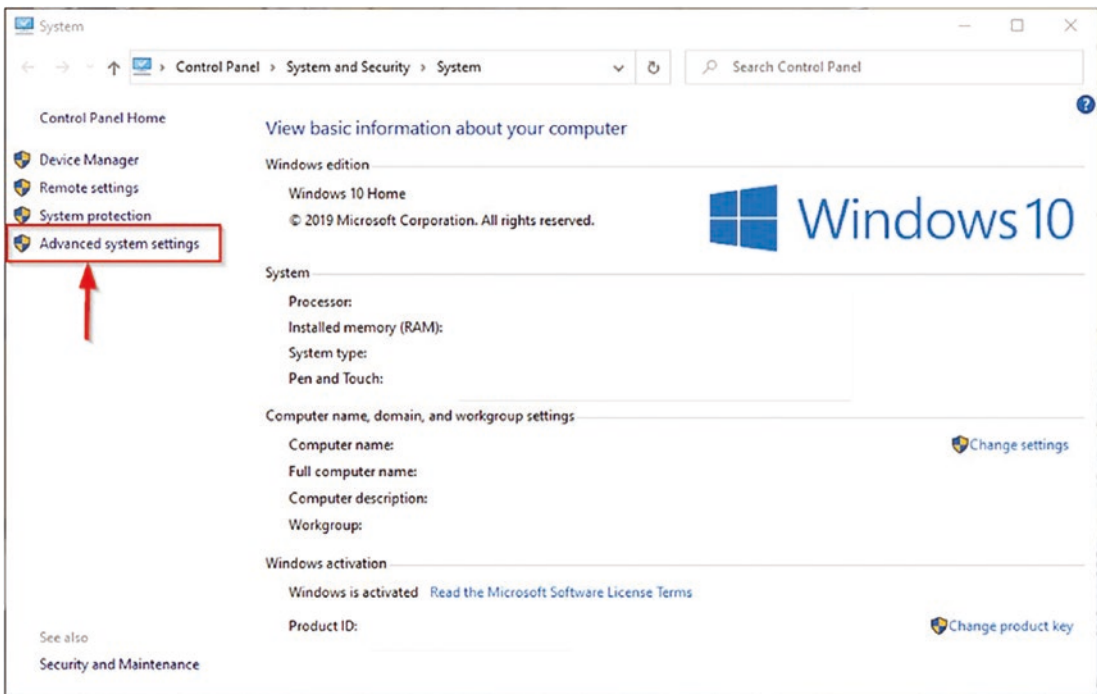 System
Control Panel > System and Security > System
Search Control Panel
?
Control Panel Home
Device Manager
Remote settings
System protection
Advanced system settings
View basic information about your computer
Windows edition
Windows 10 Home
© 2019 Microsoft Corporation. All rights reserved.
Windows 10
System
Processor:
Installed memory (RAM):
System type:
Pen and Touch:
Computer name, domain, and workgroup settings
Computer name:
Change settings
Full computer name:
Computer description:
Workgroup:
Windows activation
Windows is activated Read the Microsoft Software License Terms
Product ID:
Change product key
See also
Security and Maintenance